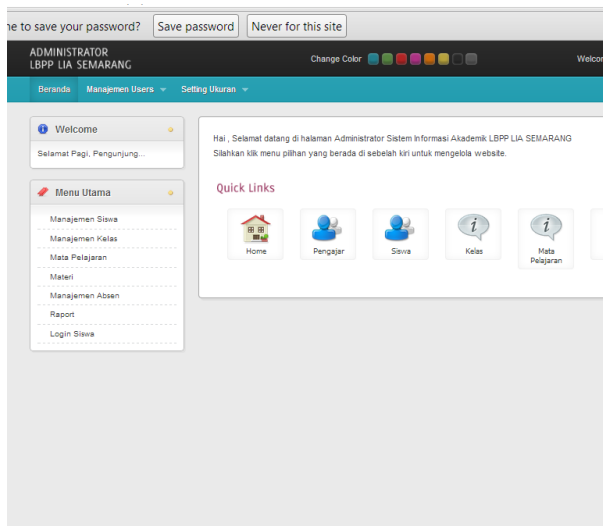 ne to save your password? Save password Never for this site
ADMINISTRATOR
LBPP LIA SEMARANG
Change Color
Welcom
Beranda Manajemen Users Setting Ukuran
Welcome
Selamat Pagi, Pengunjung...
Menu Utama
Manajemen Siswa
Manajemen Kelas
Mata Pelajaran
Materi
Manajemen Absen
Raport
Login Siswa
Hai , Selamat datang di halaman Administrator Sistem Informasi Akademik LBPP LIA SEMARANG
Silahkan klik menu pilihan yang berada di sebelah kiri untuk mengelola website.
Quick Links
Home
Pengajar
Siswa
Kelas
Mata
Pelajaran